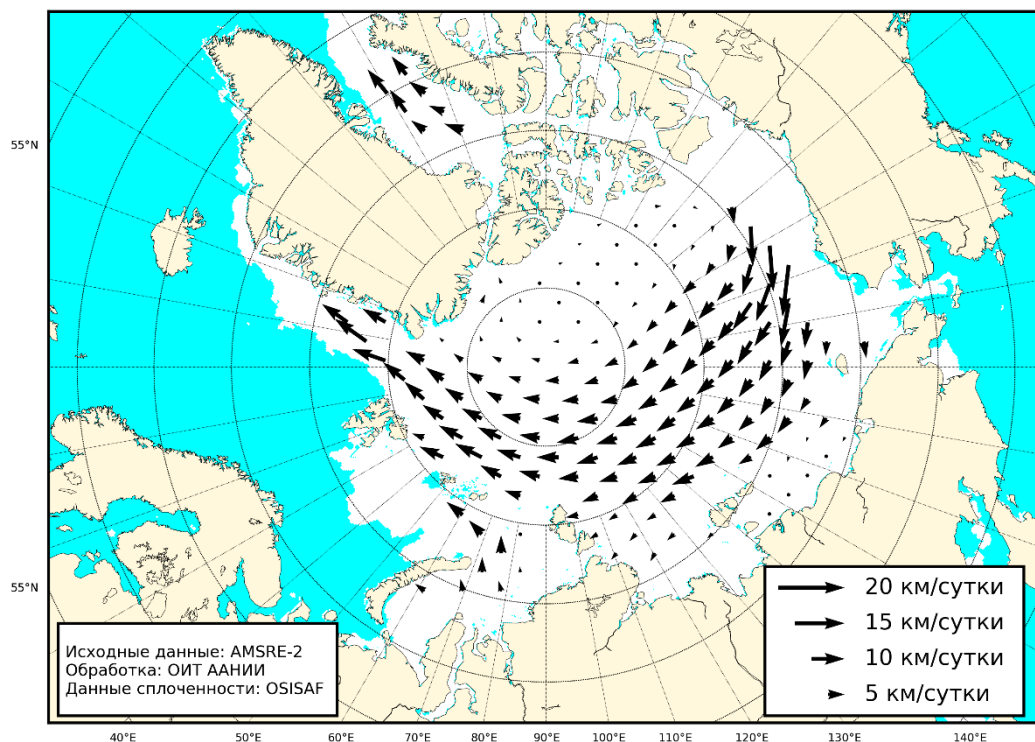 55°N
55°N
20 км/сутки
15 км/сутки
10 км/сутки
5 км/сутки
Исходные данные: AMSRE-2
Обработка: ОИТ ААНИИ
Данные сплоченности: OSISAF
40°E 50°E 60°E 70°E 80°E 90°E 100°E 110°E 120°E 130°E 140°E